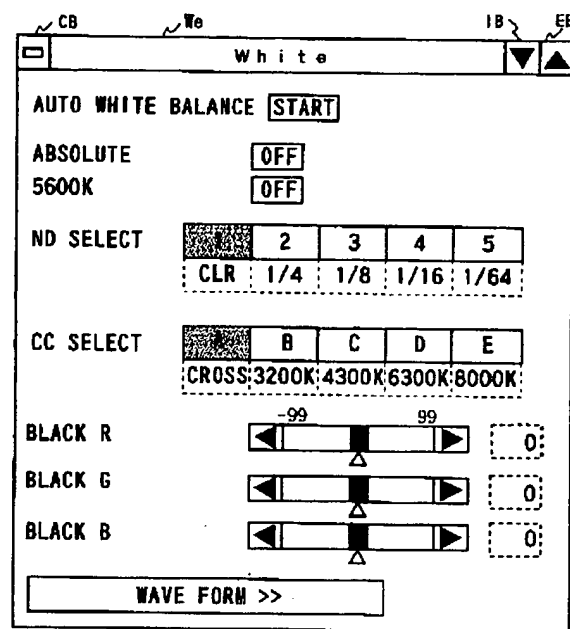 CB We IB EE
White
AUTO WHITE BALANCE START
ABSOLUTE OFF
5600K OFF
ND SELECT 1 2 3 4 5
CLR 1/4 1/8 1/16 1/64
CC SELECT A B C D E
CROSS 3200K 4300K 6300K 8000K
-99 99
BLACK R 0
BLACK G 0
BLACK B 0
WAVE FORM >>